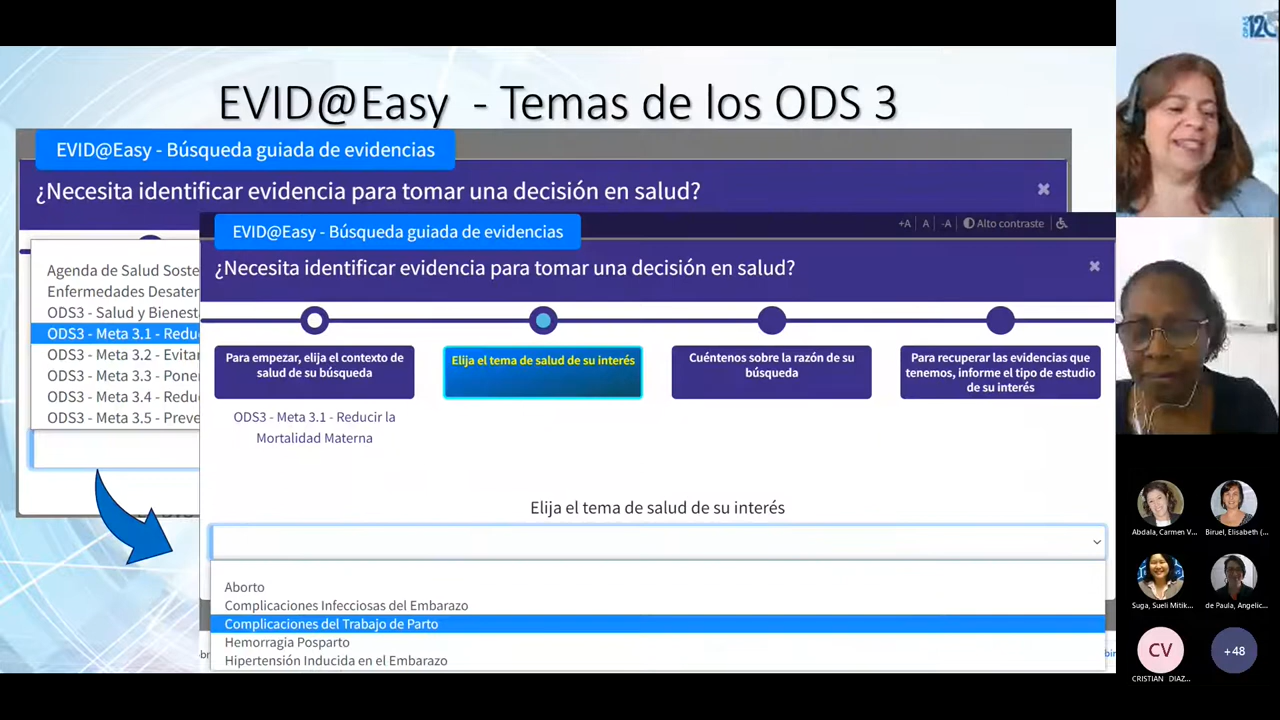 EVID@Easy - Temas de los ODS 3
EVID@Easy - Búsqueda guiada de evidencias
¿Necesita identificar evidencia para tomar una decisión en salud?
Agenda de Salud Soste
Enfermedades Desaten
ODS3 - Salud y Bienest
ODS3 - Meta 3.1 - Redu
ODS3 - Meta 3.2 - Evitar
ODS3 - Meta 3.3 - Poner
ODS3 - Meta 3.4 - Redu
ODS3 - Meta 3.5 - Preve
+A | A | -A | Alto contraste
EVID@Easy - Búsqueda guiada de evidencias
¿Necesita identificar evidencia para tomar una decisión en salud?
Para empezar, elija el contexto de
salud de su búsqueda
Elija el tema de salud de su interés
Cuéntenos sobre la razón de su
búsqueda
Para recuperar las evidencias que
tenemos, informe el tipo de estudio
de su interés
ODS3 - Meta 3.1 - Reducir la
Mortalidad Materna
Elija el tema de salud de su interés
Aborto
Complicaciones Infecciosas del Embarazo
Complicaciones del Trabajo de Parto
Hemorragia Posparto
Hipertensión Inducida en el Embarazo
OPAS 120
Abdala, Carmen V...
Biruel, Elisabeth (...
Suga, Sueli Mitik...
de Paula, Angelic...
CV
CRISTIAN DIAZ...
+48